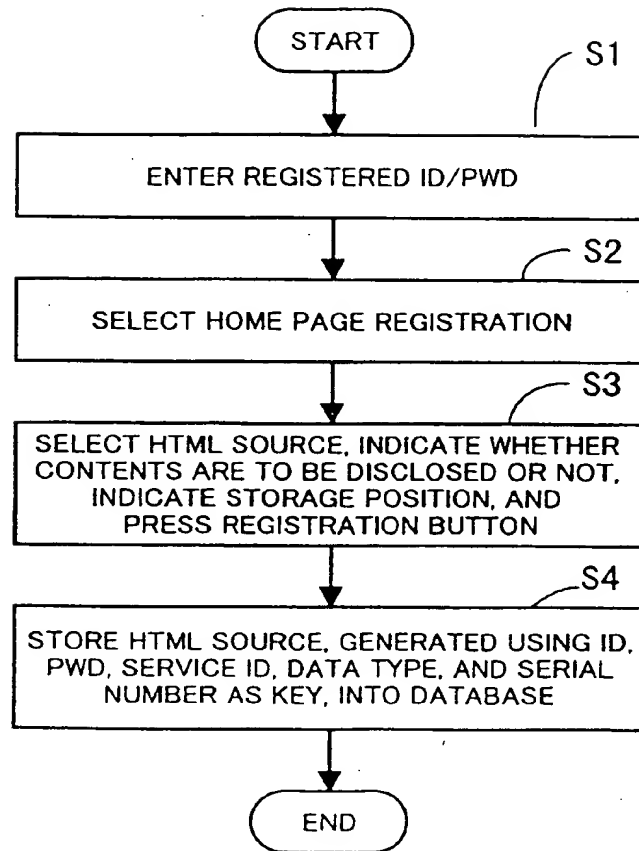 START
S1
ENTER REGISTERED ID/PWD
S2
SELECT HOME PAGE REGISTRATION
S3
SELECT HTML SOURCE, INDICATE WHETHER
CONTENTS ARE TO BE DISCLOSED OR NOT,
INDICATE STORAGE POSITION, AND
PRESS REGISTRATION BUTTON
S4
STORE HTML SOURCE, GENERATED USING ID,
PWD, SERVICE ID, DATA TYPE, AND SERIAL
NUMBER AS KEY, INTO DATABASE
END